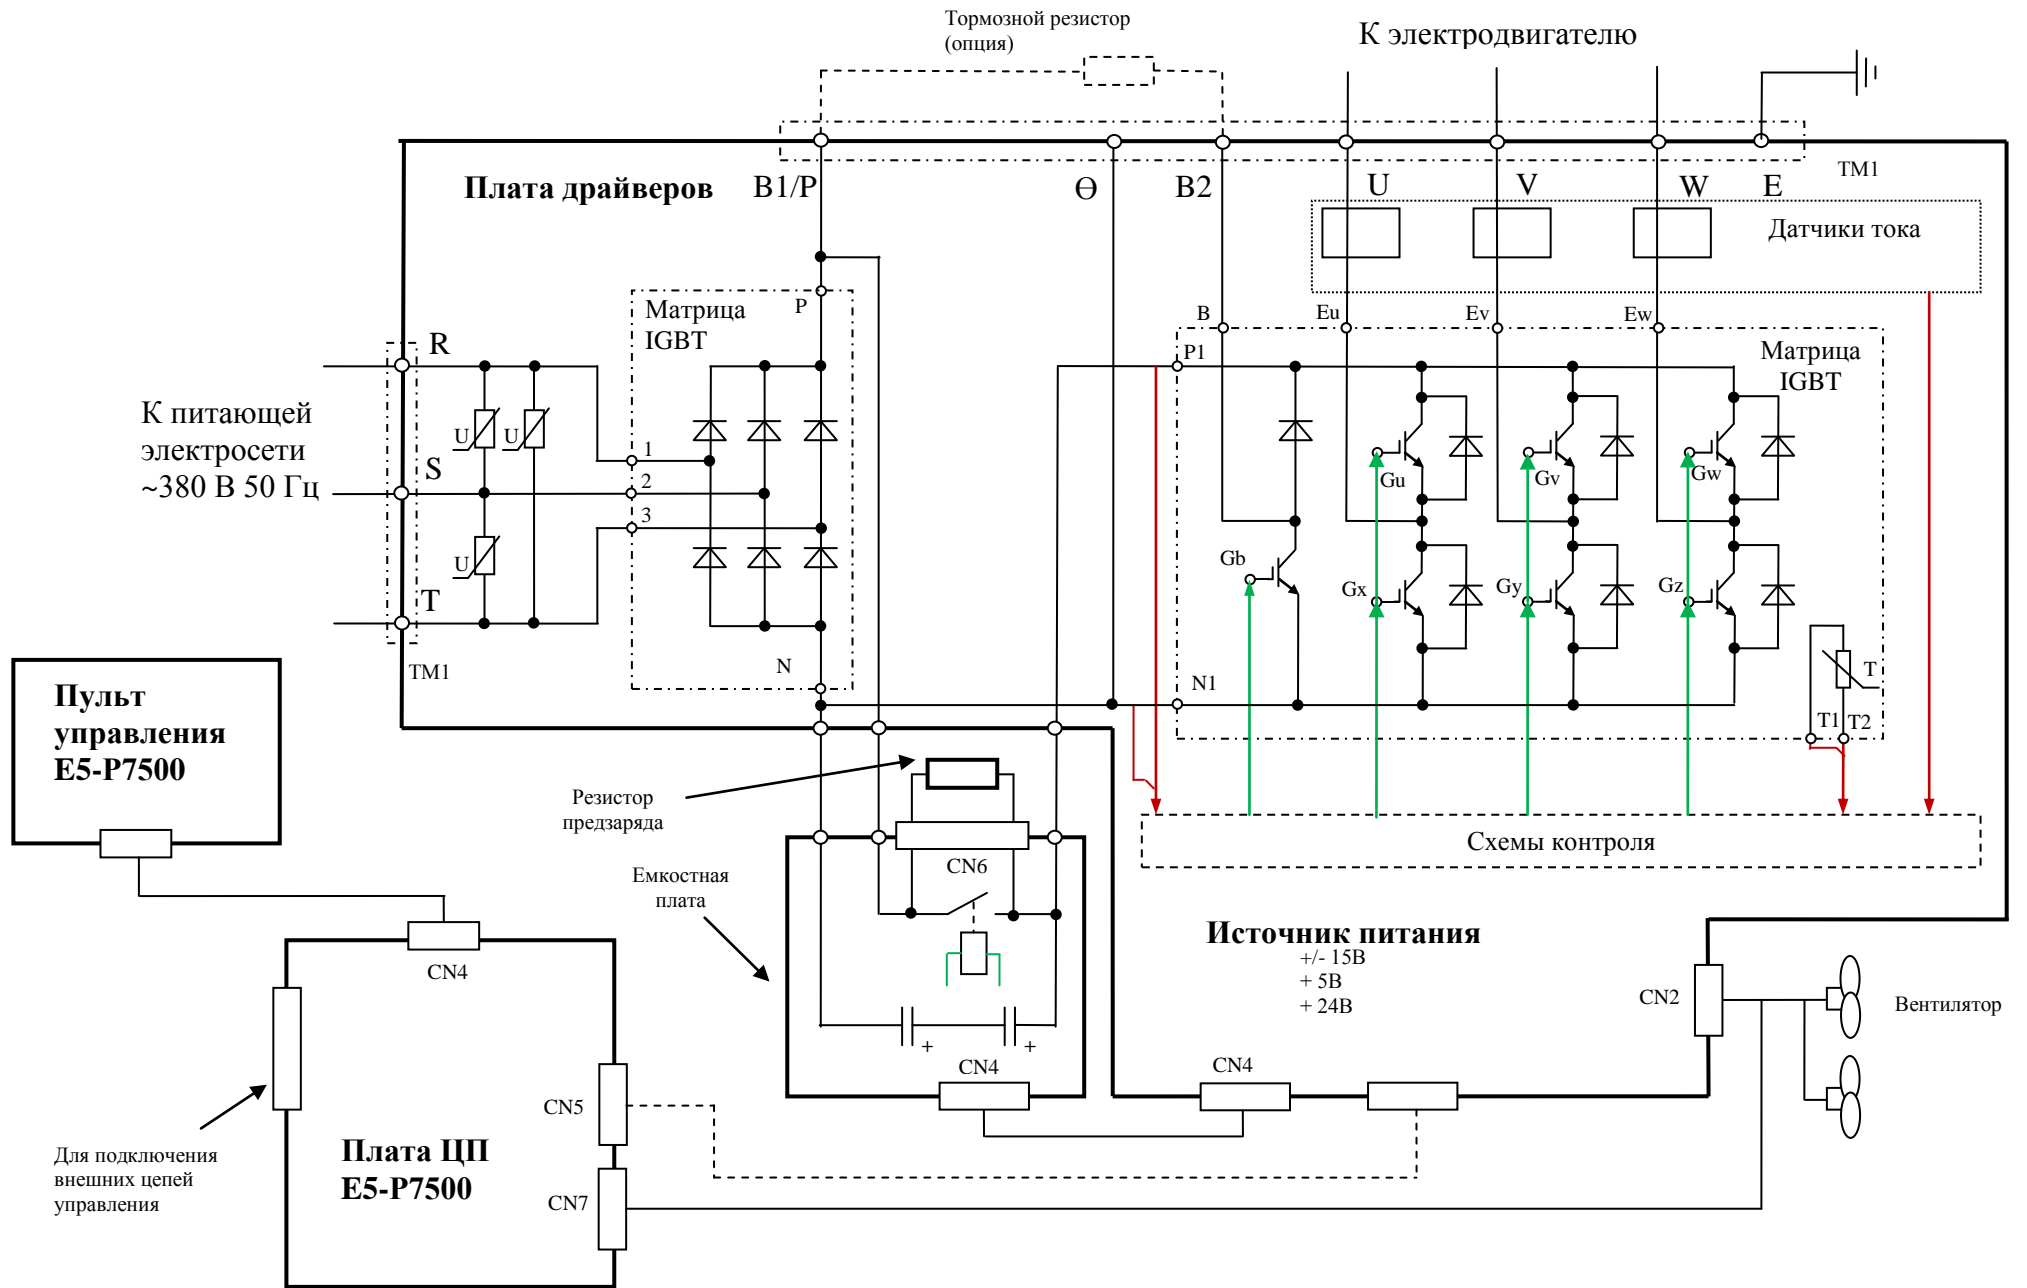 Тормозной резистор
(опция)
К электродвигателю
Плата драйверов
B1/P
Ө
B2
U
V
W
E
TM1
Датчики тока
Матрица
IGBT
P
B
Eu
Ev
Ew
P1
Матрица
IGBT
R
К питающей
электросети
~380 В 50 Гц
U
U
S
1
2
3
U
T
TM1
N
Gu
Gv
Gw
Gb
Gx
Gy
Gz
N1
T
T1
T2
Пульт
управления
E5-P7500
Резистор
предзаряда
CN6
Схемы контроля
Емкостная
плата
CN4
Источник питания
+/- 15В
+ 5В
+ 24В
CN2
Вентилятор
+
+
CN4
CN4
CN5
Для подключения
внешних цепей
управления
Плата ЦП
E5-P7500
CN7